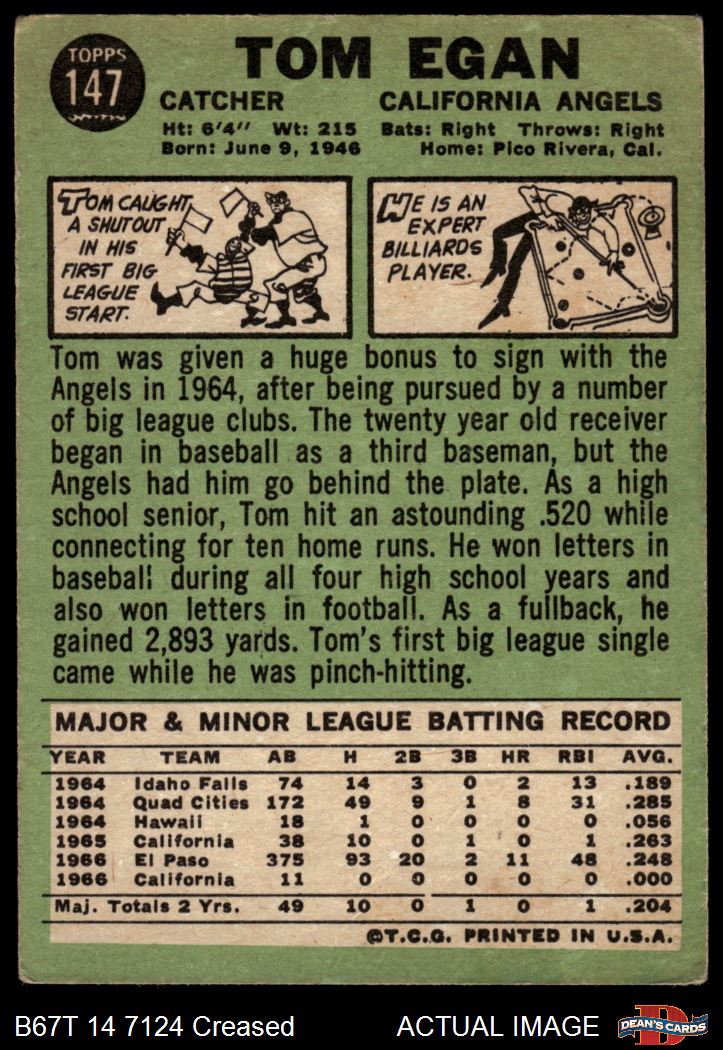 TOPPS
147
TOM EGAN
CATCHER CALIFORNIA ANGELS
Ht: 6'4" Wt: 215 Bats: Right Throws: Right
Born: June 9, 1946 Home: Pico Rivera, Cal.
TOM CAUGHT
A SHUTOUT
IN HIS
FIRST BIG
LEAGUE
START.
HE IS AN
EXPERT
BILLIARDS
PLAYER.
Tom was given a huge bonus to sign with the
Angels in 1964, after being pursued by a number
of big league clubs. The twenty year old receiver
began in baseball as a third baseman, but the
Angels had him go behind the plate. As a high
school senior, Tom hit an astounding .520 while
connecting for ten home runs. He won letters in
baseball during all four high school years and
also won letters in football. As a fullback, he
gained 2,893 yards. Tom's first big league single
came while he was pinch-hitting.
MAJOR & MINOR LEAGUE BATTING RECORD
YEAR TEAM AB H 2B 3B HR RBI AVG.
1964 Idaho Falls 74 14 3 0 2 13 .189
1964 Quad Cities 172 49 9 1 8 31 .285
1964 Hawaii 18 1 0 0 0 0 .056
1965 California 38 10 0 1 0 1 .263
1966 El Paso 375 93 20 2 11 48 .248
1966 California 11 0 0 0 0 0 .000
Maj. Totals 2 Yrs. 49 10 0 1 0 1 .204
©T.C.G. PRINTED IN U.S.A.
B67T 14 7124 Creased ACTUAL IMAGE
D
DEAN'S CARDS